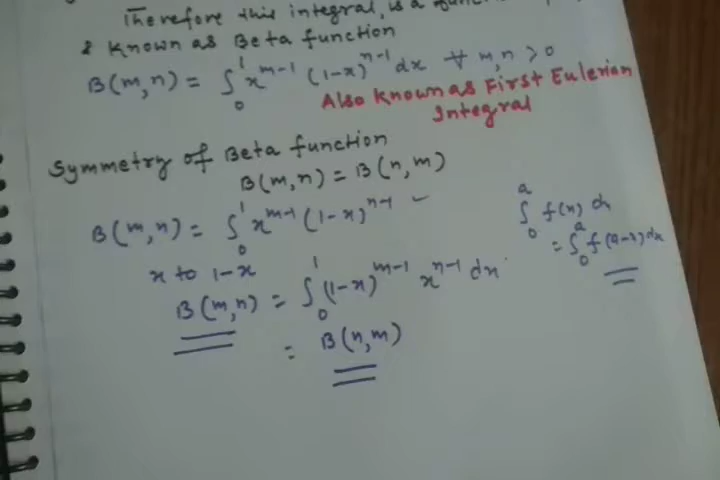 Therefore this integral, is a
& Known as Beta function
B(m,n) = ∫₀¹ x^(m-1) (1-x)^(n-1) dx ∀ m,n > 0
Also Known as First Eulerian
Integral
Symmetry of Beta function
B(m,n) = B(n,m)
B(m,n) = ∫₀¹ x^(m-1) (1-x)^(n-1)
x to 1-x
B(m,n) = ∫₀¹ (1-x)^(m-1) x^(n-1) dx
= B(n,m)
∫₀ᵃ f(x) dx
= ∫₀ᵃ f(a-x) dx